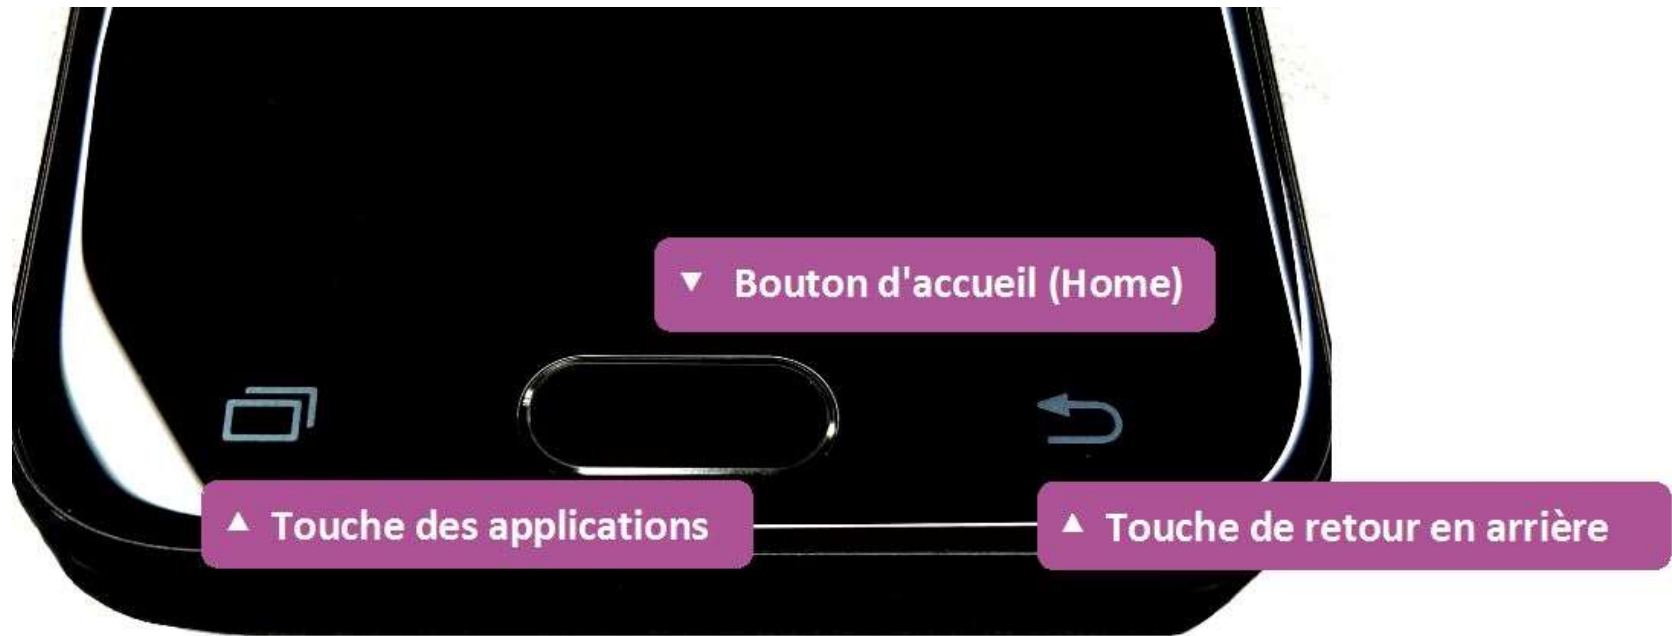 ▼ Bouton d'accueil (Home)
▲ Touche des applications
▲ Touche de retour en arrière